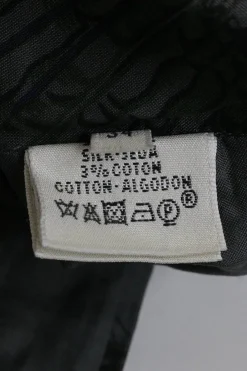 34
SILK-SEDA
3% COTON
COTTON-ALGODON
P®